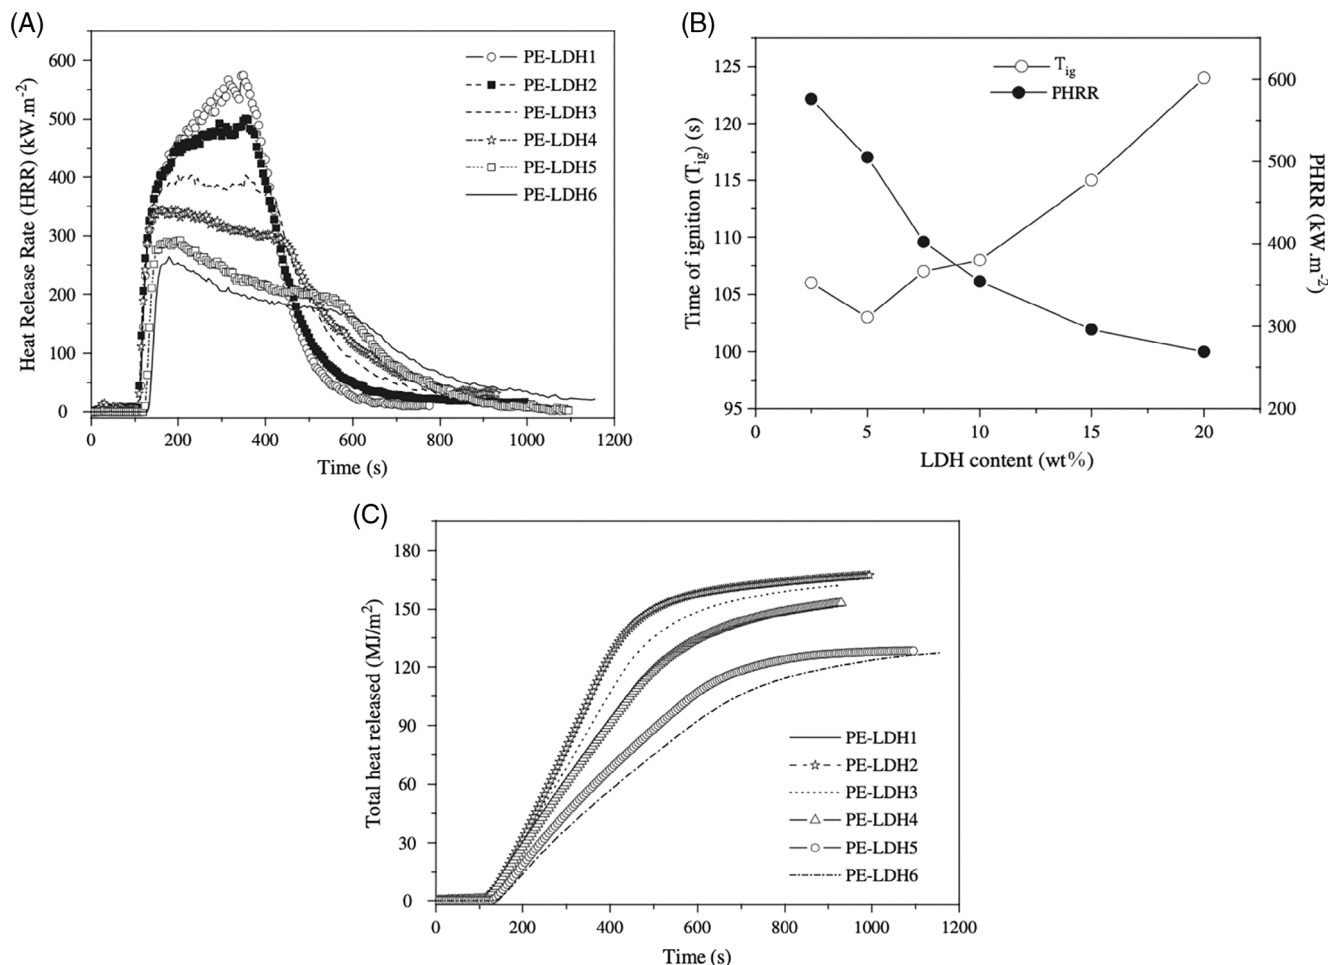 (A)
Heat Release Rate (HRR) (kW.m⁻²)
600
500
400
300
200
100
0
PE-LDH1
PE-LDH2
PE-LDH3
PE-LDH4
PE-LDH5
PE-LDH6
0 200 400 600 800 1000 1200
Time (s)
(B)
Time of ignition (Tig) (s)
125
120
115
110
105
100
95
Tig
PHRR
600
500
400
300
200
PHRR (kW.m⁻²)
0 5 10 15 20
LDH content (wt%)
(C)
Total heat released (MJ/m²)
180
150
120
90
60
30
0
PE-LDH1
PE-LDH2
PE-LDH3
PE-LDH4
PE-LDH5
PE-LDH6
0 200 400 600 800 1000 1200
Time (s)